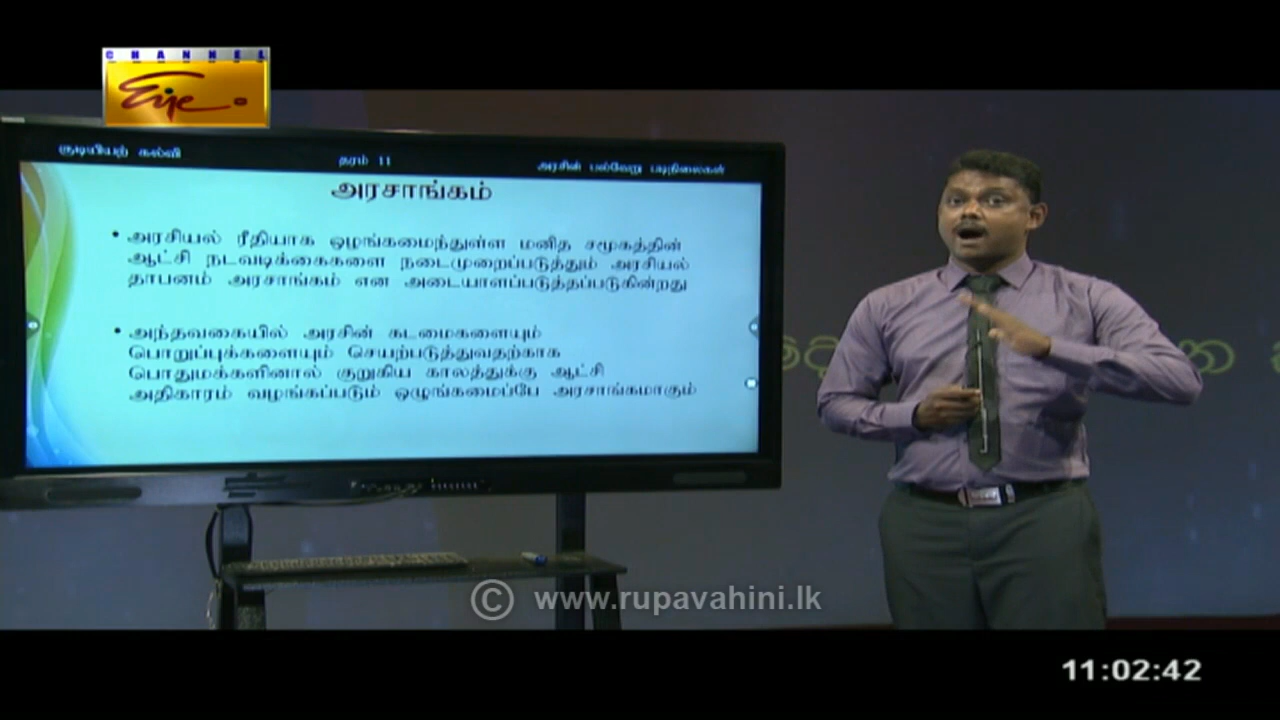 CHANNEL
Eye
குடியியற் கல்வி
தரம் 11
அரசின் பல்வேறு படிநிலைகள்
அரசாங்கம்
• அரசியல் ரீதியாக ஒழுங்கமைந்துள்ள மனித சமூகத்தின்
ஆட்சி நடவடிக்கைகளை நடைமுறைப்படுத்தும் அரசியல்
தாபனம் அரசாங்கம் என அடையாளப்படுத்தப்படுகின்றது
• அந்தவகையில் அரசின் கடமைகளையும்
பொறுப்புக்களையும் செயற்படுத்துவதற்காக
பொதுமக்களினால் குறுகிய காலத்துக்கு ஆட்சி
அதிகாரம் வழங்கப்படும் ஒழுங்கமைப்பே அரசாங்கமாகும்
© www.rupavahini.lk
11:02:42